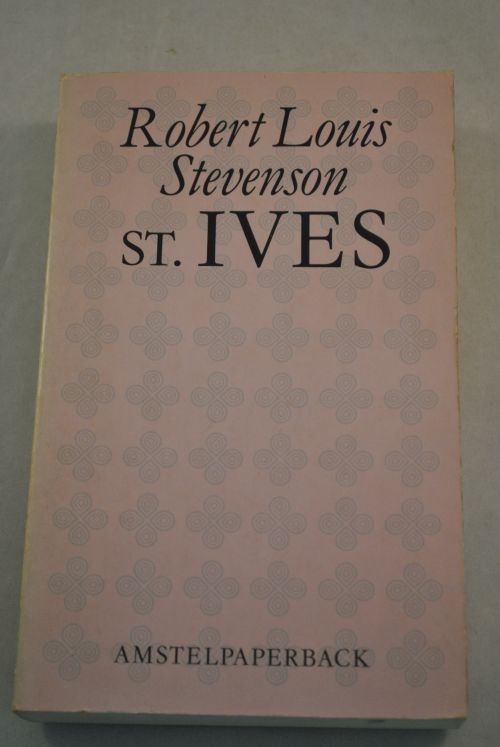 Robert Louis
Stevenson
ST. IVES
AMSTELPAPERBACK